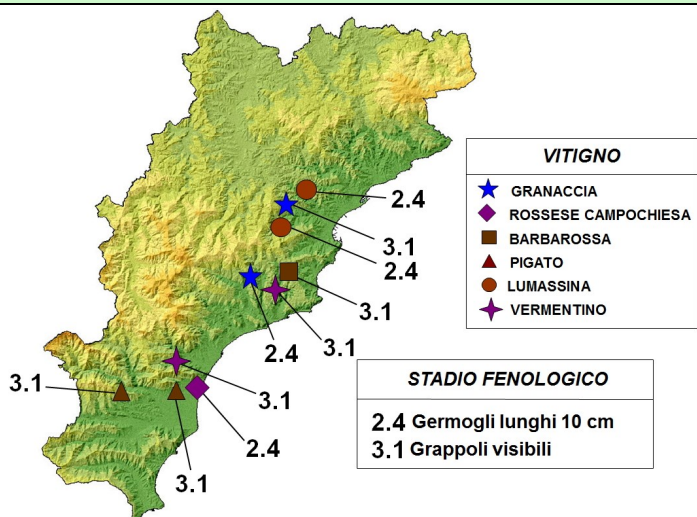 2.4
3.1
2.4
3.1
2.4
3.1
3.1
3.1
2.4
3.1
VITIGNO
GRANACCIA
ROSSESE CAMPOCHIESA
BARBAROSSA
PIGATO
LUMASSINA
VERMENTINO
STADIO FENOLOGICO
2.4 Germogli lunghi 10 cm
3.1 Grappoli visibili